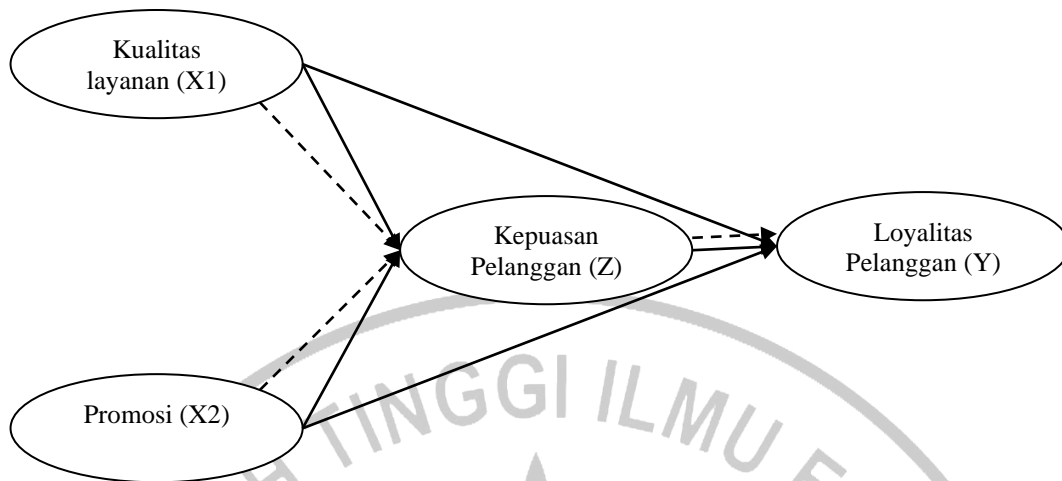 Kualitas
layanan (X1)
Kepuasan
Pelanggan (Z)
Loyalitas
Pelanggan (Y)
Promosi (X2)
TINGGI ILMU